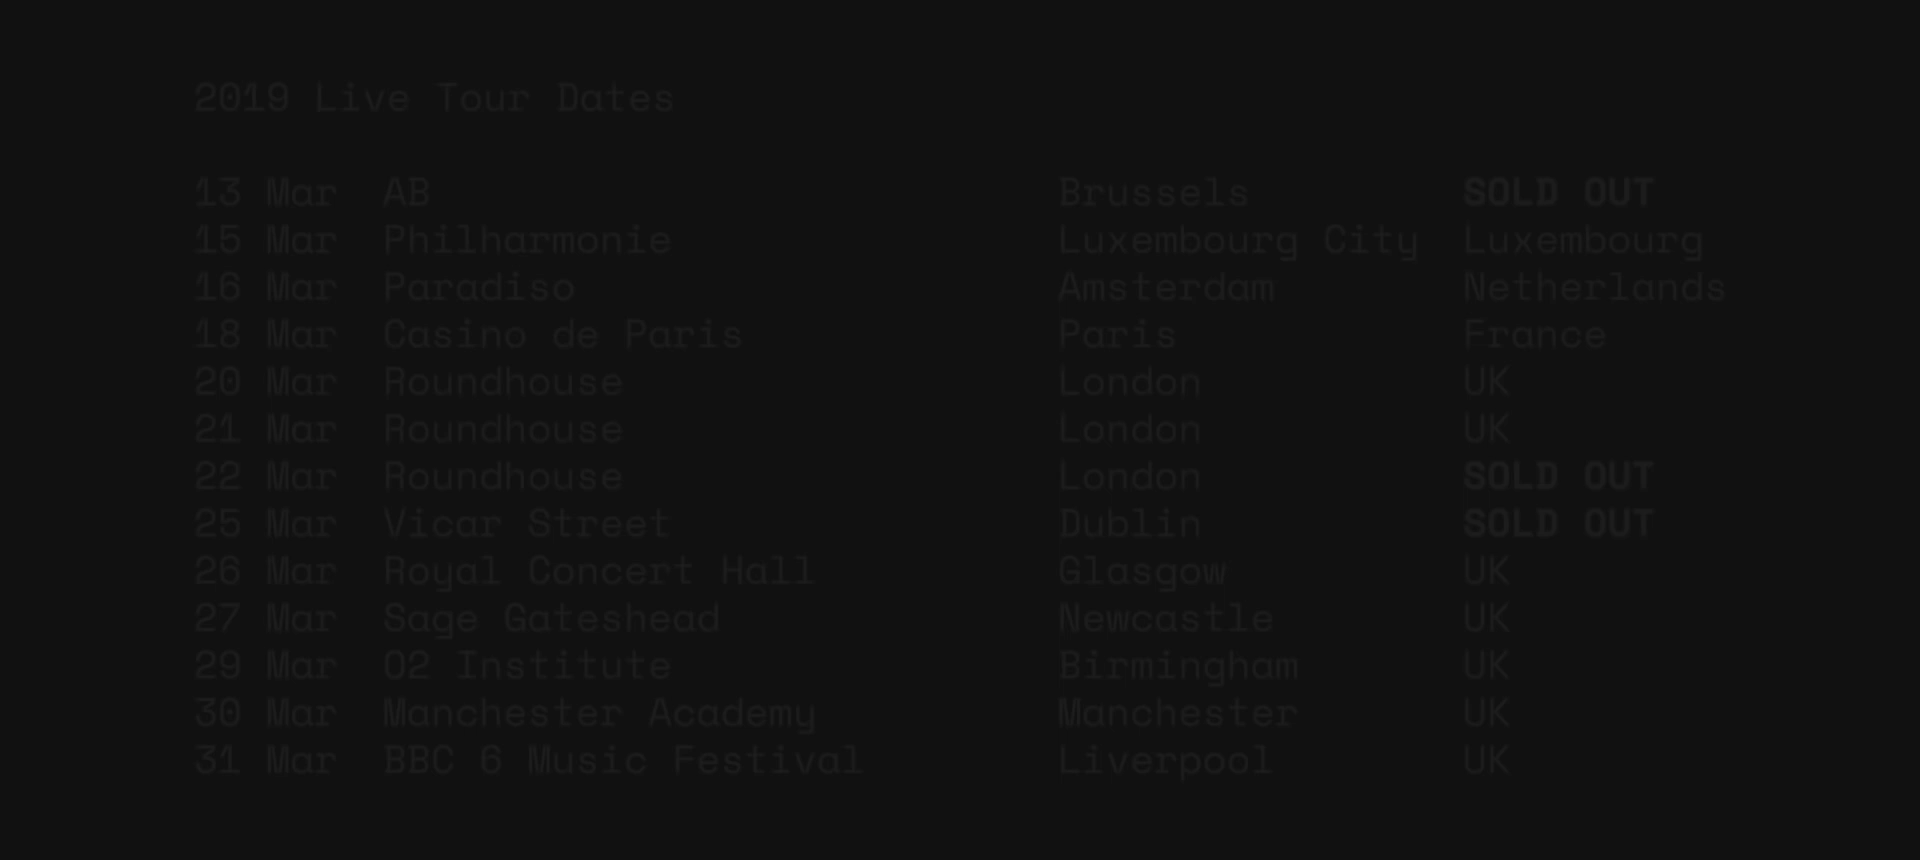 2019 Live Tour Dates
13 Mar AB Brussels SOLD OUT
15 Mar Philharmonie Luxembourg City Luxembourg
16 Mar Paradiso Amsterdam Netherlands
18 Mar Casino de Paris Paris France
20 Mar Roundhouse London UK
21 Mar Roundhouse London UK
22 Mar Roundhouse London SOLD OUT
25 Mar Vicar Street Dublin SOLD OUT
26 Mar Royal Concert Hall Glasgow UK
27 Mar Sage Gateshead Newcastle UK
29 Mar O2 Institute Birmingham UK
30 Mar Manchester Academy Manchester UK
31 Mar BBC 6 Music Festival Liverpool UK